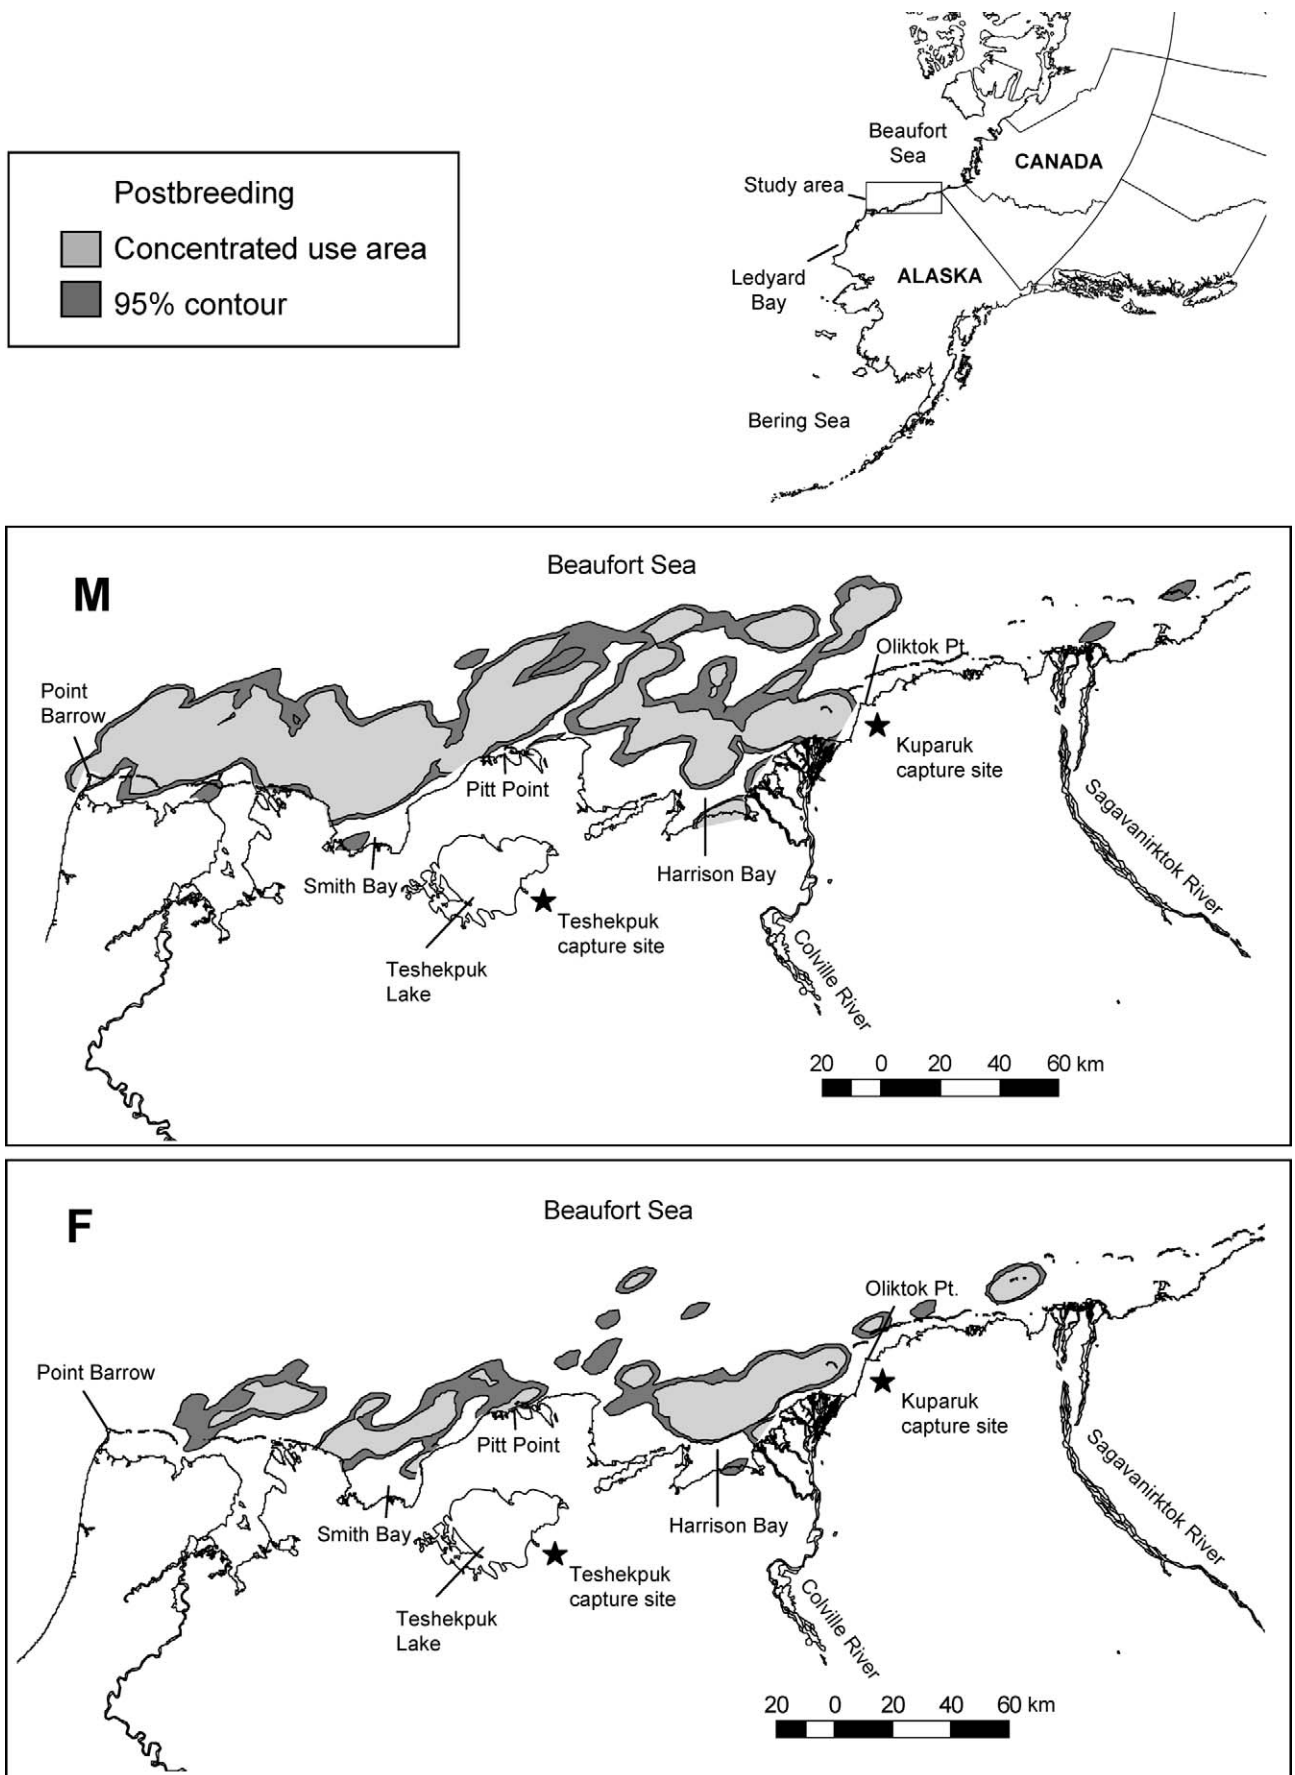 Postbreeding
Concentrated use area
95% contour
Beaufort
Sea
CANADA
Study area
Ledyard
Bay
ALASKA
Bering Sea
M
Beaufort Sea
Oliktok Pt.
Point
Barrow
Kuparuk
capture site
Pitt Point
Sagavanirktok River
Harrison Bay
Smith Bay
Teshekpuk
capture site
Teshekpuk
Lake
Colville River
20 0 20 40 60 km
F
Beaufort Sea
Oliktok Pt.
Point Barrow
Kuparuk
capture site
Pitt Point
Sagavanirktok River
Harrison Bay
Smith Bay
Teshekpuk
capture site
Teshekpuk
Lake
Colville River
20 0 20 40 60 km